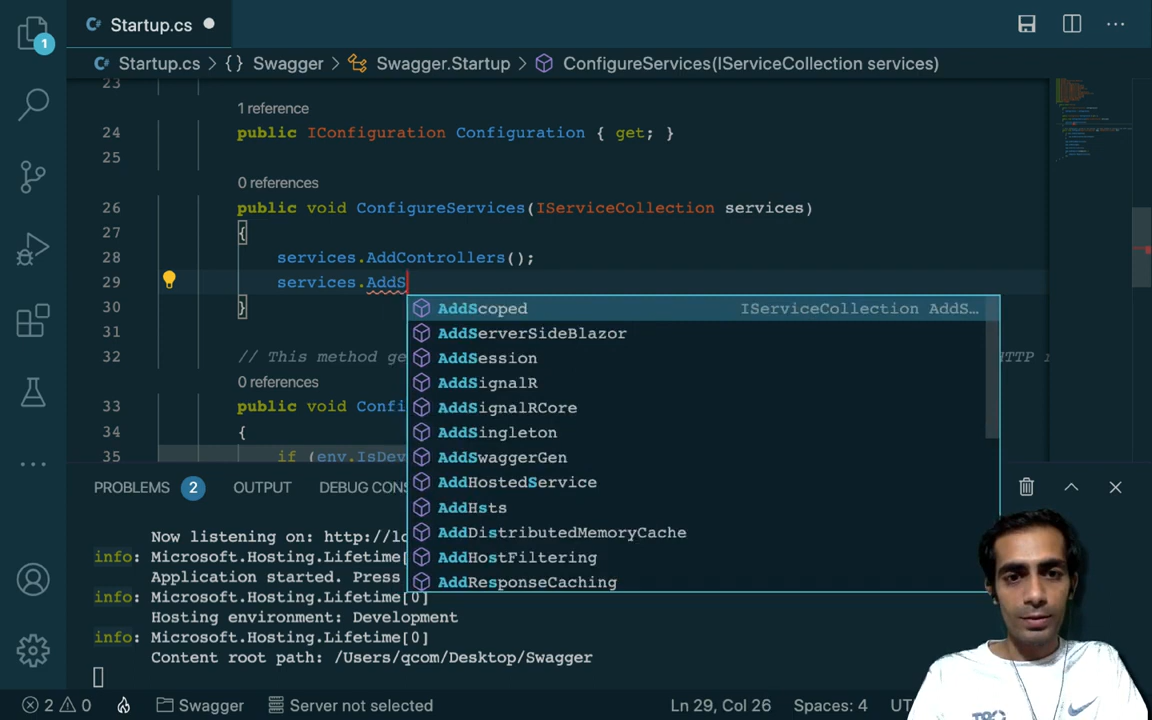 Startup.cs
1
Startup.cs > {} Swagger > Swagger.Startup > ConfigureServices(IServiceCollection services)
23
1 reference
24 public IConfiguration Configuration { get; }
25
0 references
26 public void ConfigureServices(IServiceCollection services)
27 {
28 services.AddControllers();
29 services.AddS
30 }
31
32 // This method ge HTTP r
0 references
33 public void Confi
34 {
35 if (env.IsDev
AddScoped IServiceCollection AddS…
AddServerSideBlazor
AddSession
AddSignalR
AddSignalRCore
AddSingleton
AddSwaggerGen
AddHostedService
AddHsts
AddDistributedMemoryCache
AddHostFiltering
AddResponseCaching
PROBLEMS 2 OUTPUT DEBUG CONS
Now listening on: http://lo
info: Microsoft.Hosting.Lifetime[0]
Application started. Press
info: Microsoft.Hosting.Lifetime[0]
Hosting environment: Development
info: Microsoft.Hosting.Lifetime[0]
Content root path: /Users/qcom/Desktop/Swagger
2 0 Swagger Server not selected Ln 29, Col 26 Spaces: 4 UT